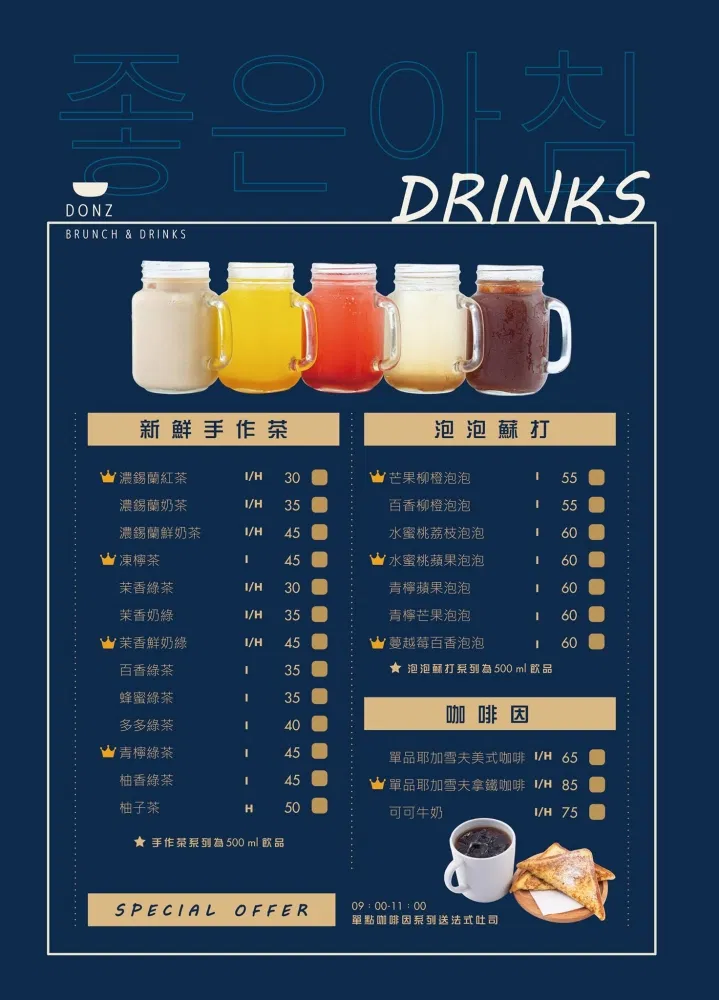 좋은아침
DRINKS
DONZ
BRUNCH & DRINKS
新鮮手作茶
濃錫蘭紅茶 I/H 30
濃錫蘭奶茶 I/H 35
濃錫蘭鮮奶茶 I/H 45
凍檸茶 I 45
茉香綠茶 I/H 30
茉香奶綠 I/H 35
茉香鮮奶綠 I/H 45
百香綠茶 I 35
蜂蜜綠茶 I 35
多多綠茶 I 40
青檸綠茶 I 45
柚香綠茶 I 45
柚子茶 H 50
手作茶系列為500 ml 飲品
泡泡蘇打
芒果柳橙泡泡 I 55
百香柳橙泡泡 I 55
水蜜桃荔枝泡泡 I 60
水蜜桃蘋果泡泡 I 60
青檸蘋果泡泡 I 60
青檸芒果泡泡 I 60
蔓越莓百香泡泡 I 60
泡泡蘇打系列為500 ml 飲品
咖啡因
單品耶加雪夫美式咖啡 I/H 65
單品耶加雪夫拿鐵咖啡 I/H 85
可可牛奶 I/H 75
SPECIAL OFFER
09:00-11:00
單點咖啡因系列送法式吐司